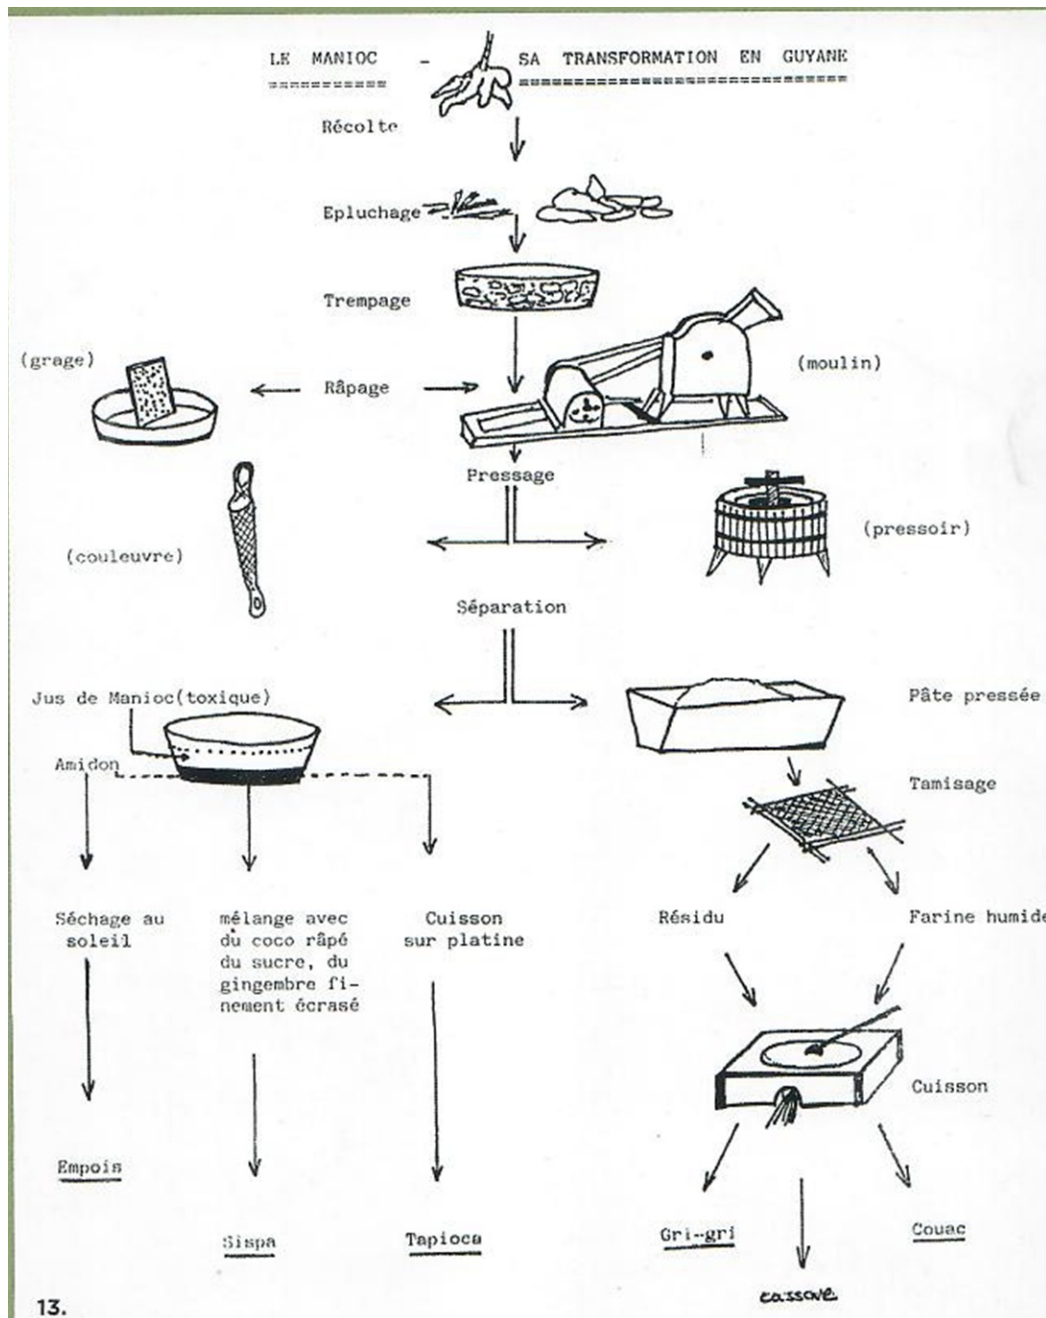 LE MANIOC - SA TRANSFORMATION EN GUYANE
Récolte
Epluchage
Trempage
(grage)
Râpage
(moulin)
Pressage
(couleuvre)
(pressoir)
Séparation
Jus de Manioc(toxique)
Pâte pressée
Amidon
Tamisage
Séchage au
soleil
mélange avec
du coco râpé
du sucre, du
gingembre fi-
nement écrasé
Cuisson
sur platine
Résidu
Farine humide
Cuisson
Empois
Sispa
Tapioca
Gri-gri
Couac
cassave
13.